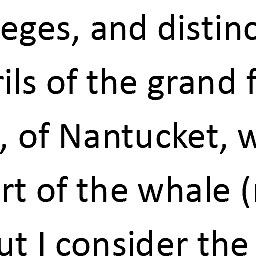 eges, and distinc
rils of the grand f
, of Nantucket, w
rt of the whale (
ut I consider the